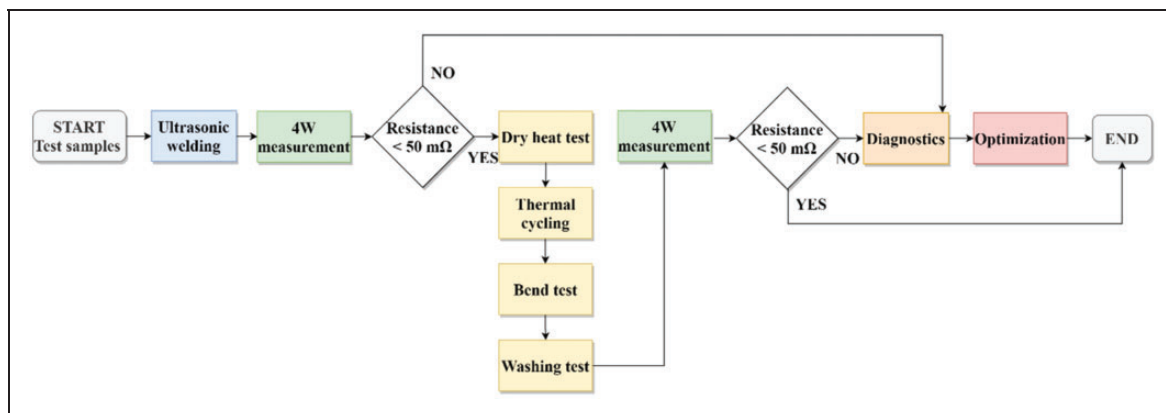 START
Test samples
Ultrasonic
welding
4W
measurement
Resistance
< 50 mΩ
NO
YES
Dry heat test
Thermal
cycling
Bend test
Washing test
4W
measurement
Resistance
< 50 mΩ
NO
YES
Diagnostics
Optimization
END